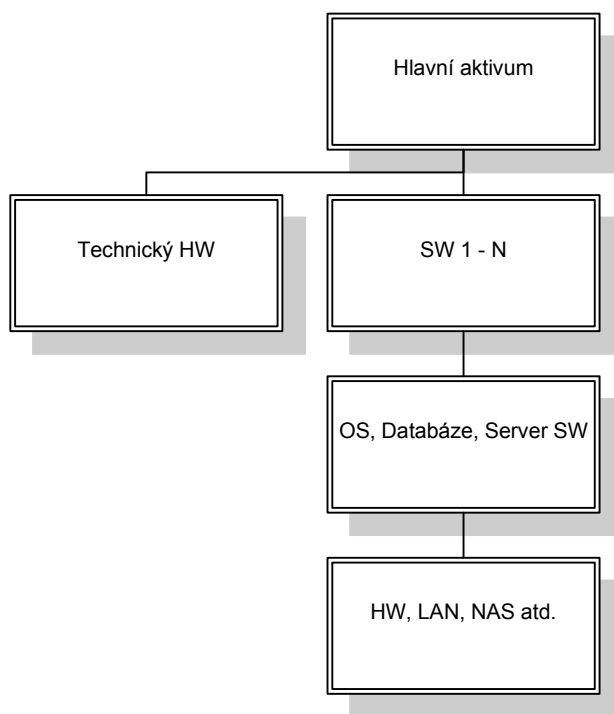 Hlavní aktivum
Technický HW
SW 1 - N
OS, Databáze, Server SW
HW, LAN, NAS atd.